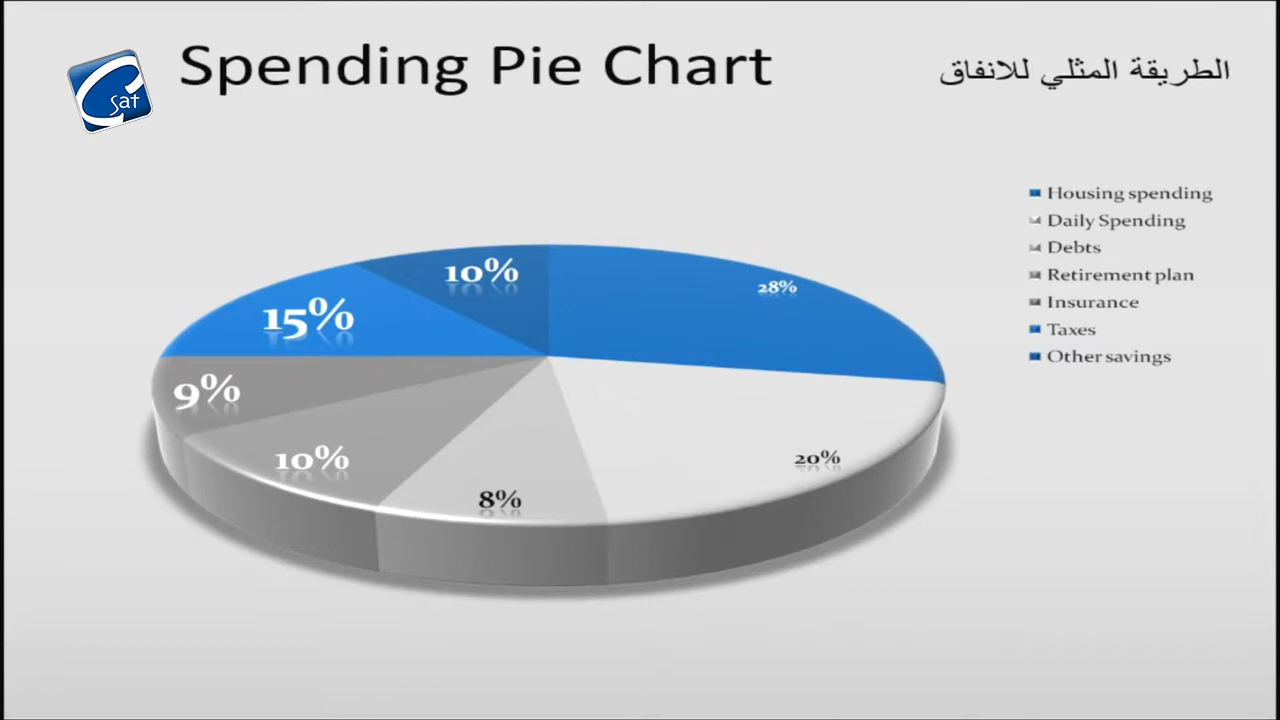 Sat
Spending Pie Chart
الطريقة المثلي للانفاق
Housing spending
Daily Spending
Debts
Retirement plan
Insurance
Taxes
Other savings
10%
28%
15%
9%
10%
20%
8%